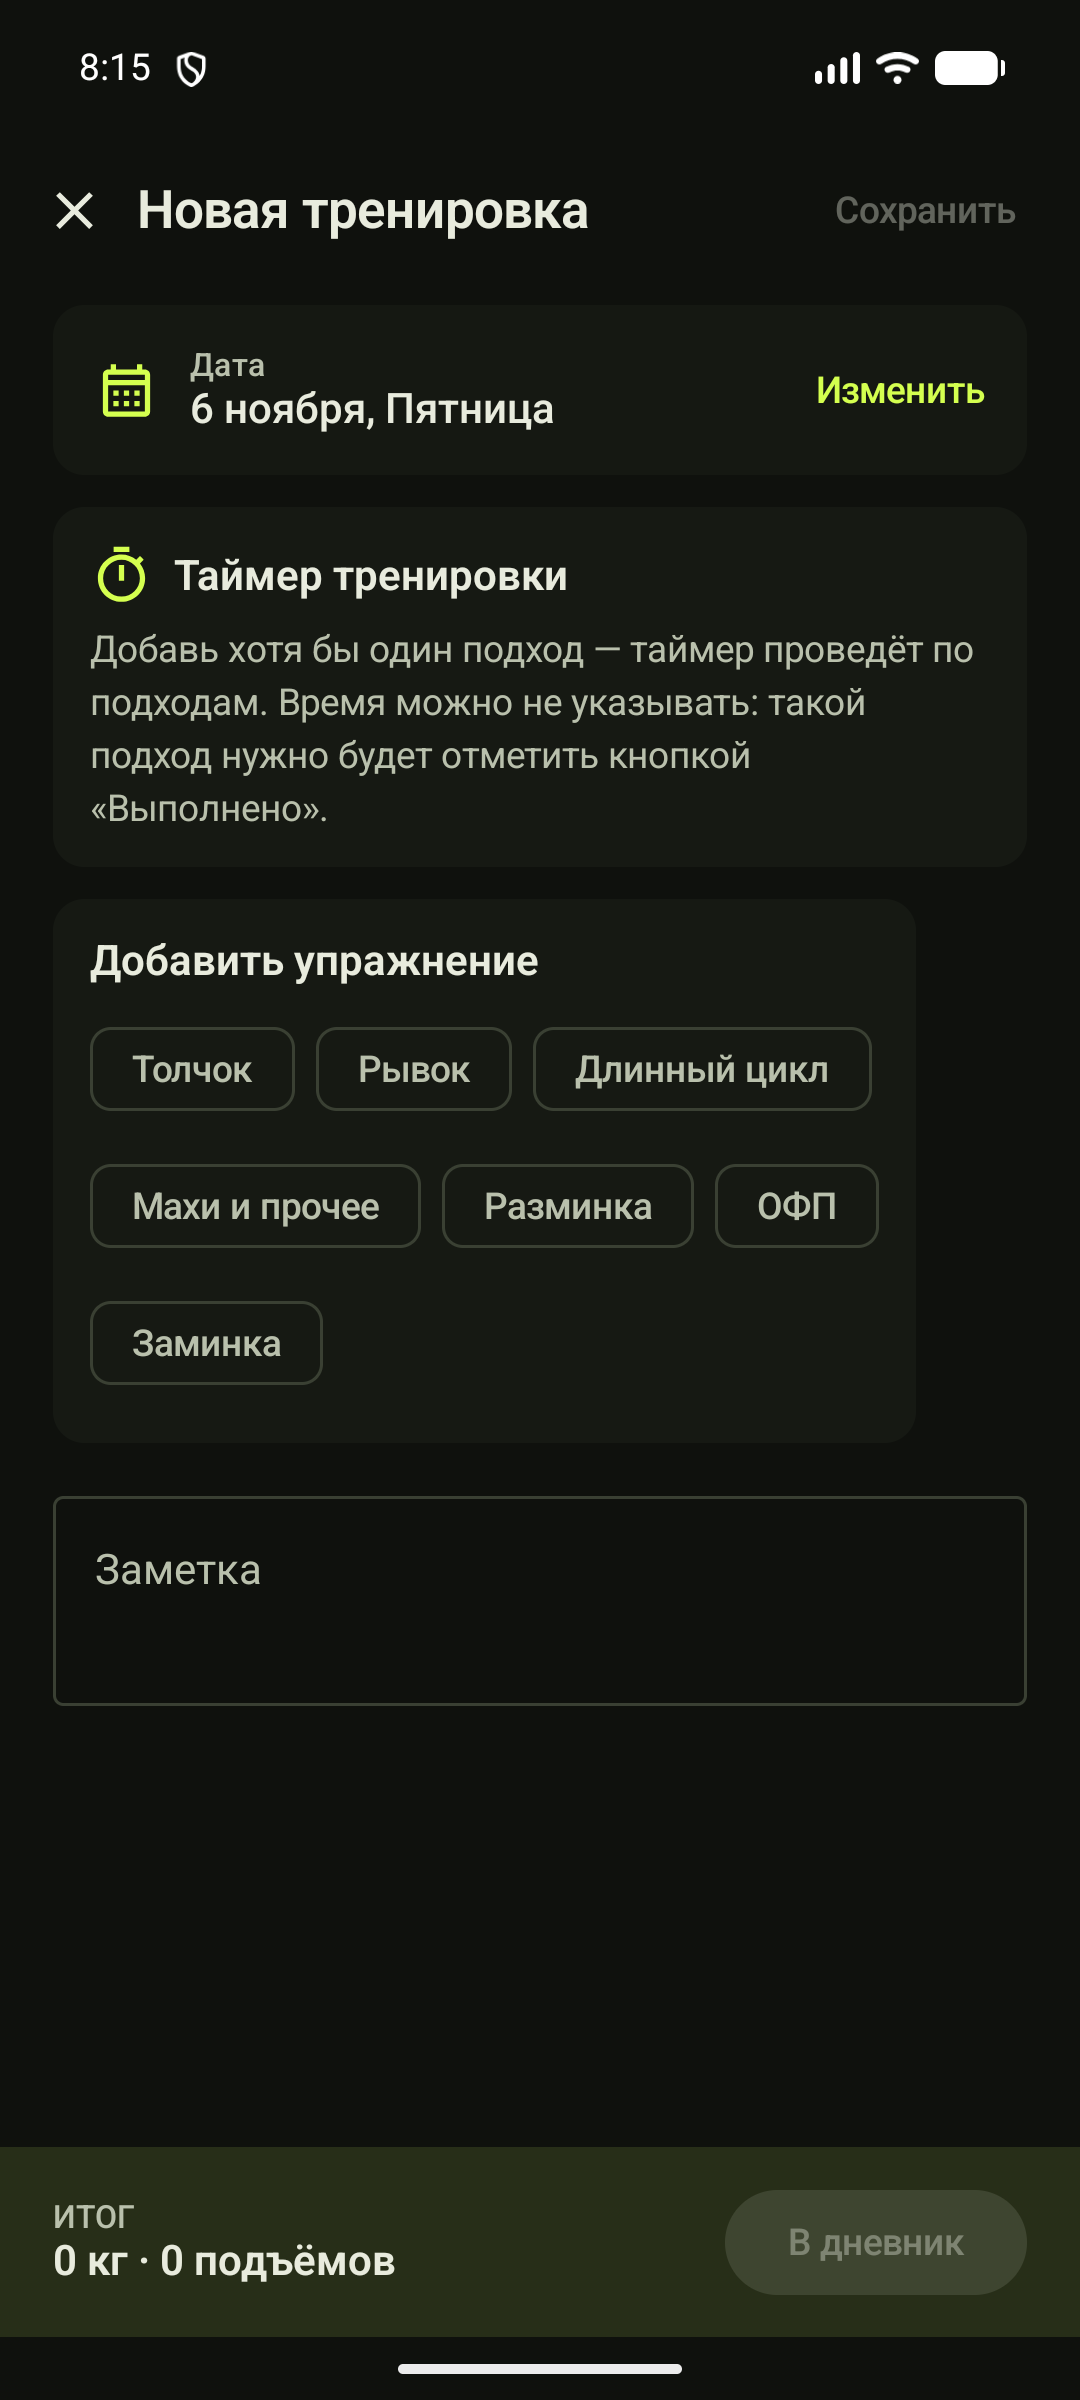 8:15
Новая тренировка
Сохранить
Дата
6 ноября, Пятница
Изменить
Таймер тренировки
Добавь хотя бы один подход — таймер проведёт по
подходам. Время можно не указывать: такой
подход нужно будет отметить кнопкой
«Выполнено».
Добавить упражнение
Толчок
Рывок
Длинный цикл
Махи и прочее
Разминка
ОФП
Заминка
Заметка
ИТОГ
0 кг · 0 подъёмов
В дневник